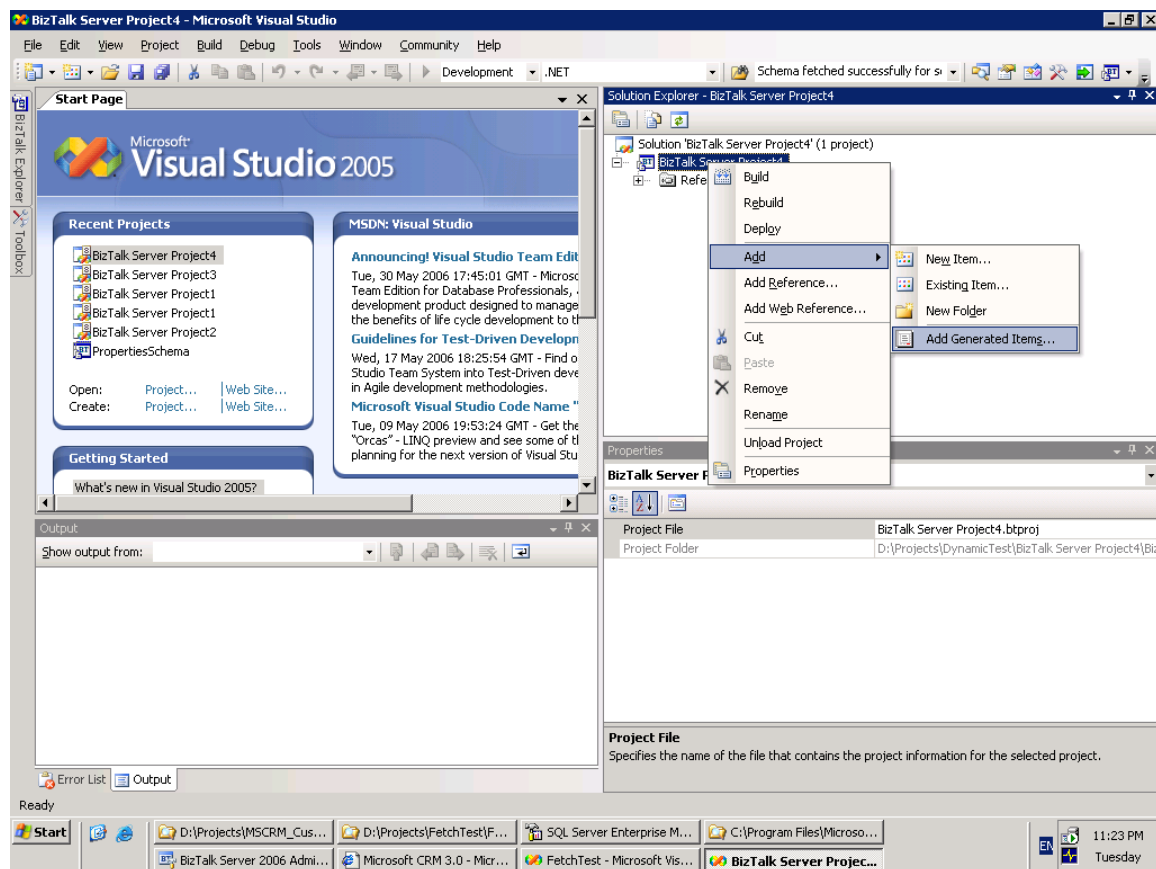 BizTalk Server Project4 - Microsoft Visual Studio
File Edit View Project Build Debug Tools Window Community Help
Development .NET Schema fetched successfully for s
BizTalk Explorer
Toolbox
Start Page
Microsoft
Visual Studio 2005
Recent Projects
BizTalk Server Project4
BizTalk Server Project3
BizTalk Server Project1
BizTalk Server Project1
BizTalk Server Project2
PropertiesSchema
Open: Project... Web Site...
Create: Project... Web Site...
Getting Started
What's new in Visual Studio 2005?
MSDN: Visual Studio
Announcing! Visual Studio Team Edit
Tue, 30 May 2006 17:45:01 GMT - Microsc
Team Edition for Database Professionals,
development product designed to manage
the benefits of life cycle development to th
Guidelines for Test-Driven Developn
Wed, 17 May 2006 18:25:54 GMT - Find o
Studio Team System into Test-Driven deve
in Agile development methodologies.
Microsoft Visual Studio Code Name "
Tue, 09 May 2006 19:53:24 GMT - Get the
"Orcas" - LINQ preview and see some of tl
planning for the next version of Visual Stu
Solution Explorer - BizTalk Server Project4
Solution 'BizTalk Server Project4' (1 project)
BizTalk Server Project4
Refe
Build
Rebuild
Deploy
Add
Add Reference...
Add Web Reference...
Cut
Paste
Remove
Rename
Unload Project
Properties
New Item...
Existing Item...
New Folder
Add Generated Items...
Properties
BizTalk Server P
Project File BizTalk Server Project4.btproj
Project Folder D:\Projects\DynamicTest\BizTalk Server Project4\Biz
Project File
Specifies the name of the file that contains the project information for the selected project.
Output
Show output from:
Error List Output
Ready
Start D:\Projects\MSCRM_Cus... D:\Projects\FetchTest\F... SQL Server Enterprise M... C:\Program Files\Microso...
BizTalk Server 2006 Admi... Microsoft CRM 3.0 - Micr... FetchTest - Microsoft Vis... BizTalk Server Projec...
EN
11:23 PM
Tuesday